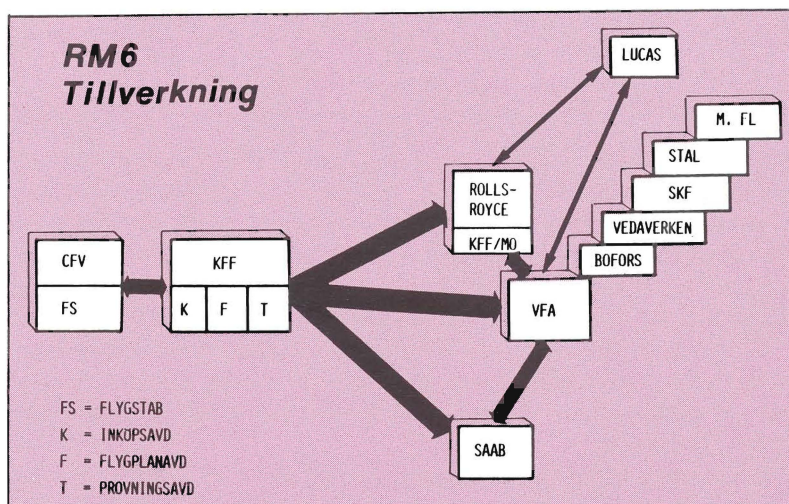 RM6
Tillverkning
LUCAS
M. FL
STAL
SKF
VEDAVERKEN
BOFORS
ROLLS-
ROYCE
KFF/MO
CFV
FS
KFF
K F T
VFA
SAAB
FS = FLYGSTAB
K = INKÖPSAVD
F = FLYGPLANAVD
T = PROVNINGSAVD